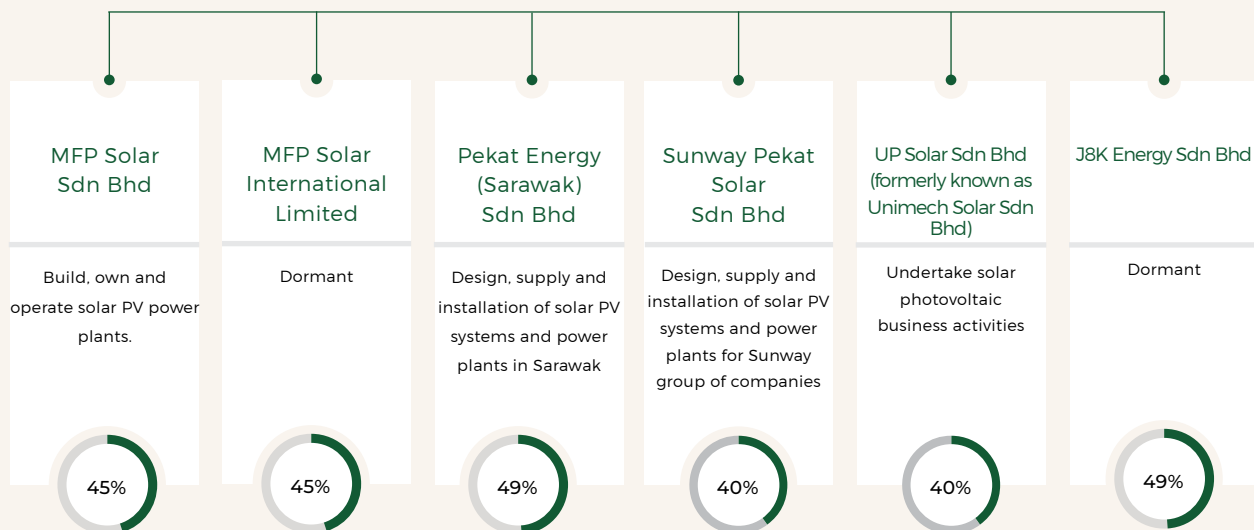 MFP Solar
Sdn Bhd
Build, own and
operate solar PV power
plants.
45%
MFP Solar
International
Limited
Dormant
45%
Pekat Energy
(Sarawak)
Sdn Bhd
Design, supply and
installation of solar PV
systems and power
plants in Sarawak
49%
Sunway Pekat
Solar
Sdn Bhd
Design, supply and
installation of solar PV
systems and power
plants for Sunway
group of companies
40%
UP Solar Sdn Bhd
(formerly known as
Unimech Solar Sdn
Bhd)
Undertake solar
photovoltaic
business activities
40%
J8K Energy Sdn Bhd
Dormant
49%